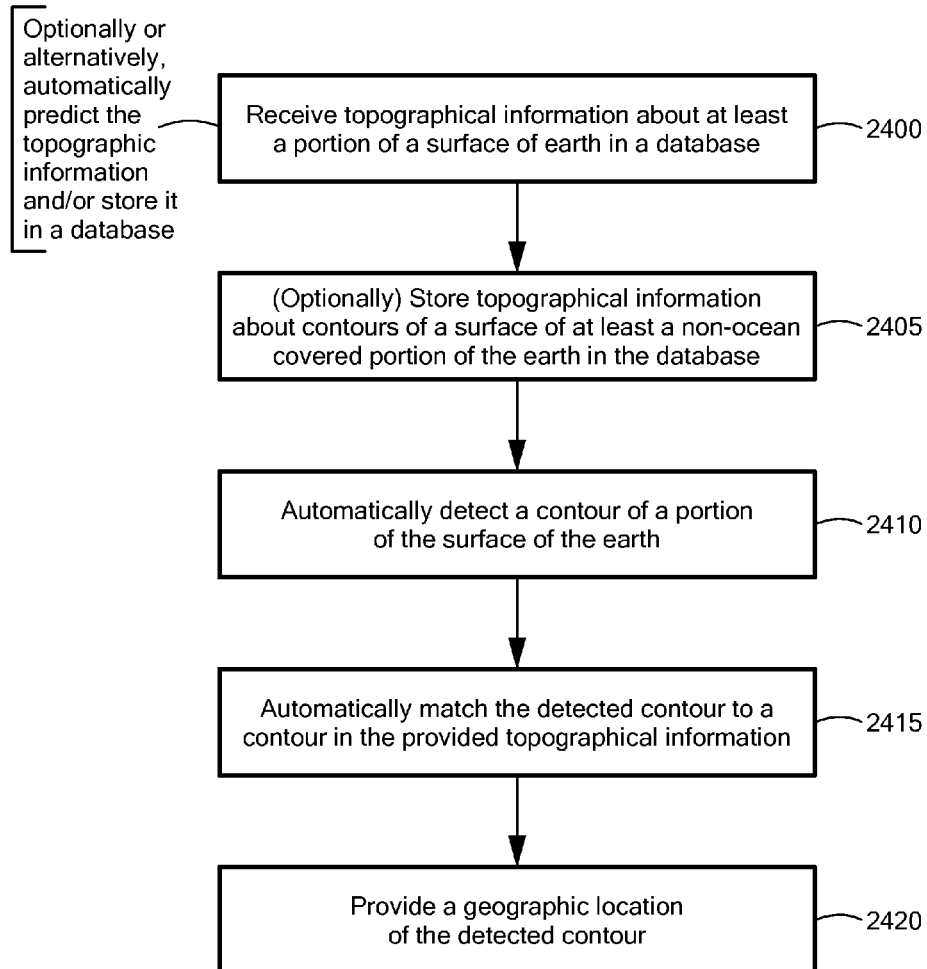 Optionally or
alternatively,
automatically
predict the
topographic
information
and/or store it
in a database
Receive topographical information about at least
a portion of a surface of earth in a database
2400
(Optionally) Store topographical information
about contours of a surface of at least a non-ocean
covered portion of the earth in the database
2405
Automatically detect a contour of a portion
of the surface of the earth
2410
Automatically match the detected contour to a
contour in the provided topographical information
2415
Provide a geographic location
of the detected contour
2420